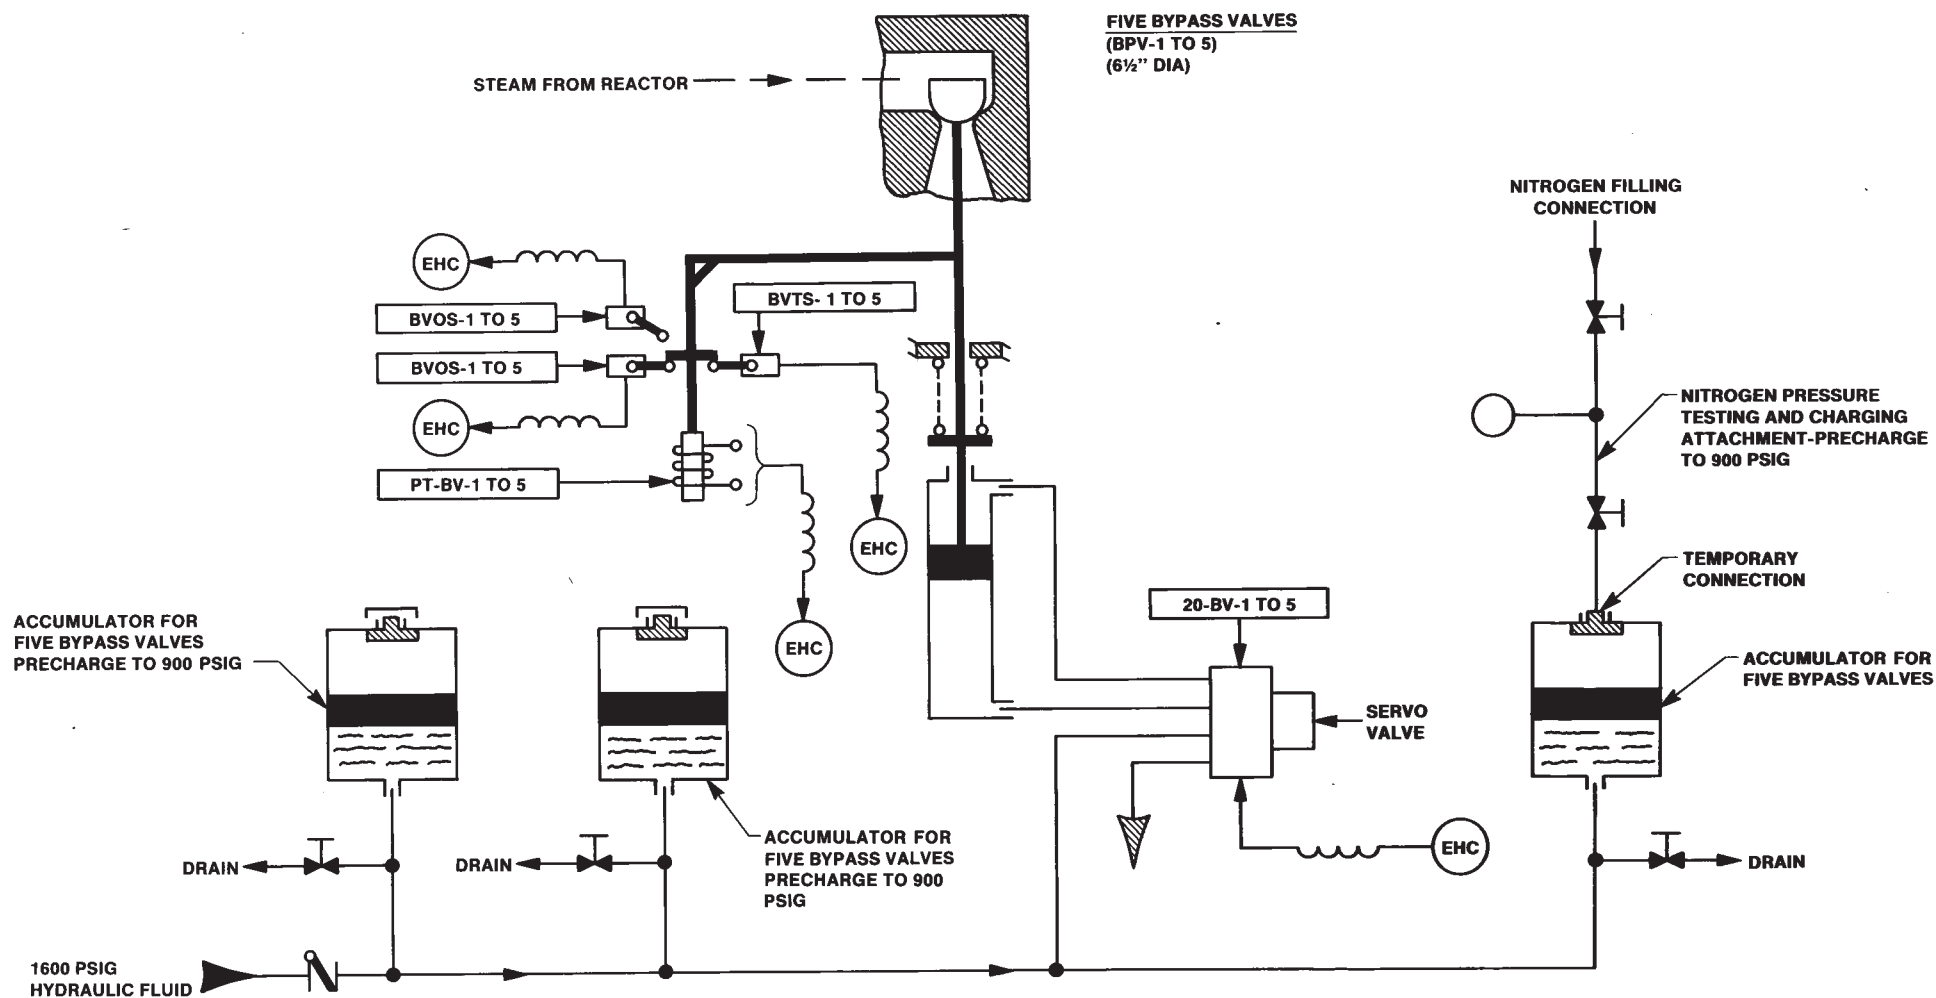 FIVE BYPASS VALVES
(BPV-1 TO 5)
(6½" DIA)
STEAM FROM REACTOR
NITROGEN FILLING
CONNECTION
EHC
BVTS- 1 TO 5
BVOS-1 TO 5
BVOS-1 TO 5
EHC
NITROGEN PRESSURE
TESTING AND CHARGING
ATTACHMENT-PRECHARGE
TO 900 PSIG
PT-BV-1 TO 5
EHC
TEMPORARY
CONNECTION
20-BV-1 TO 5
ACCUMULATOR FOR
FIVE BYPASS VALVES
PRECHARGE TO 900 PSIG
EHC
ACCUMULATOR FOR
FIVE BYPASS VALVES
SERVO
VALVE
ACCUMULATOR FOR
FIVE BYPASS VALVES
PRECHARGE TO 900
PSIG
EHC
DRAIN
DRAIN
DRAIN
1600 PSIG
HYDRAULIC FLUID